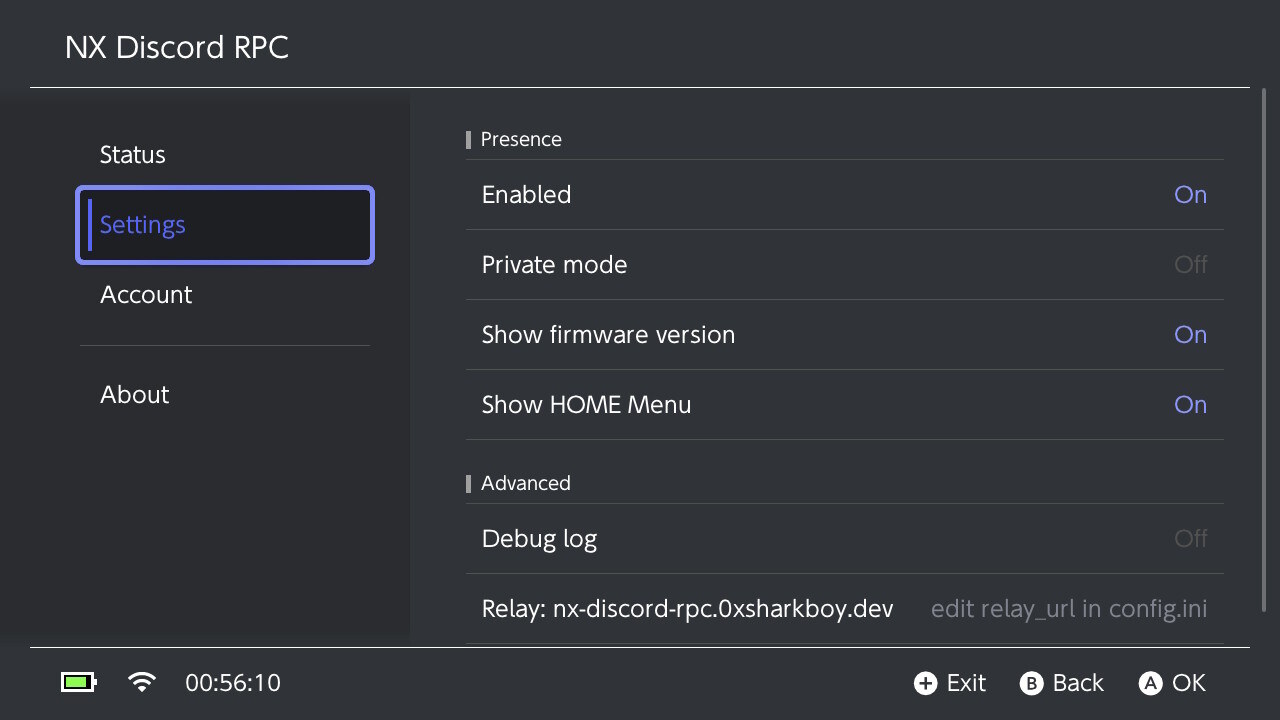 NX Discord RPC
Status
Settings
Account
About
Presence
Enabled On
Private mode Off
Show firmware version On
Show HOME Menu On
Advanced
Debug log Off
Relay: nx-discord-rpc.0xsharkboy.dev edit relay_url in config.ini
00:56:10 + Exit B Back A OK